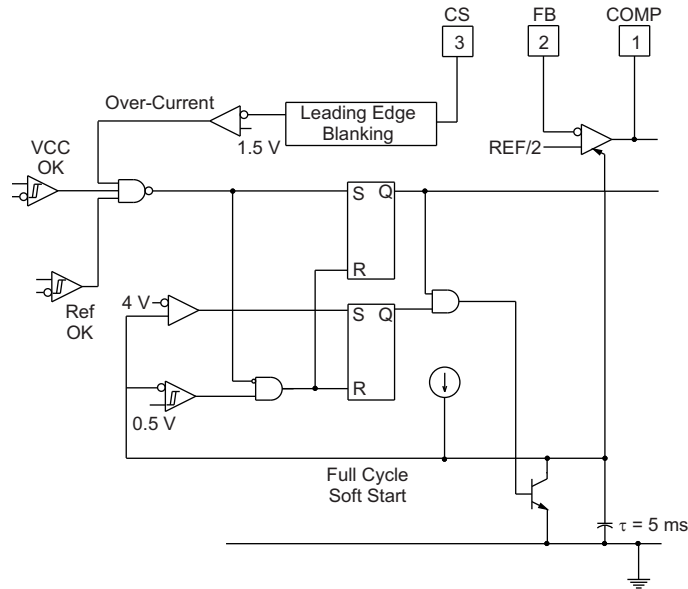 CS
FB
COMP
3
2
1
Over-Current
Leading Edge
Blanking
1.5 V
REF/2
VCC
OK
S
Q
R
Ref
OK
4 V
S
Q
R
0.5 V
Full Cycle
Soft Start
τ = 5 ms